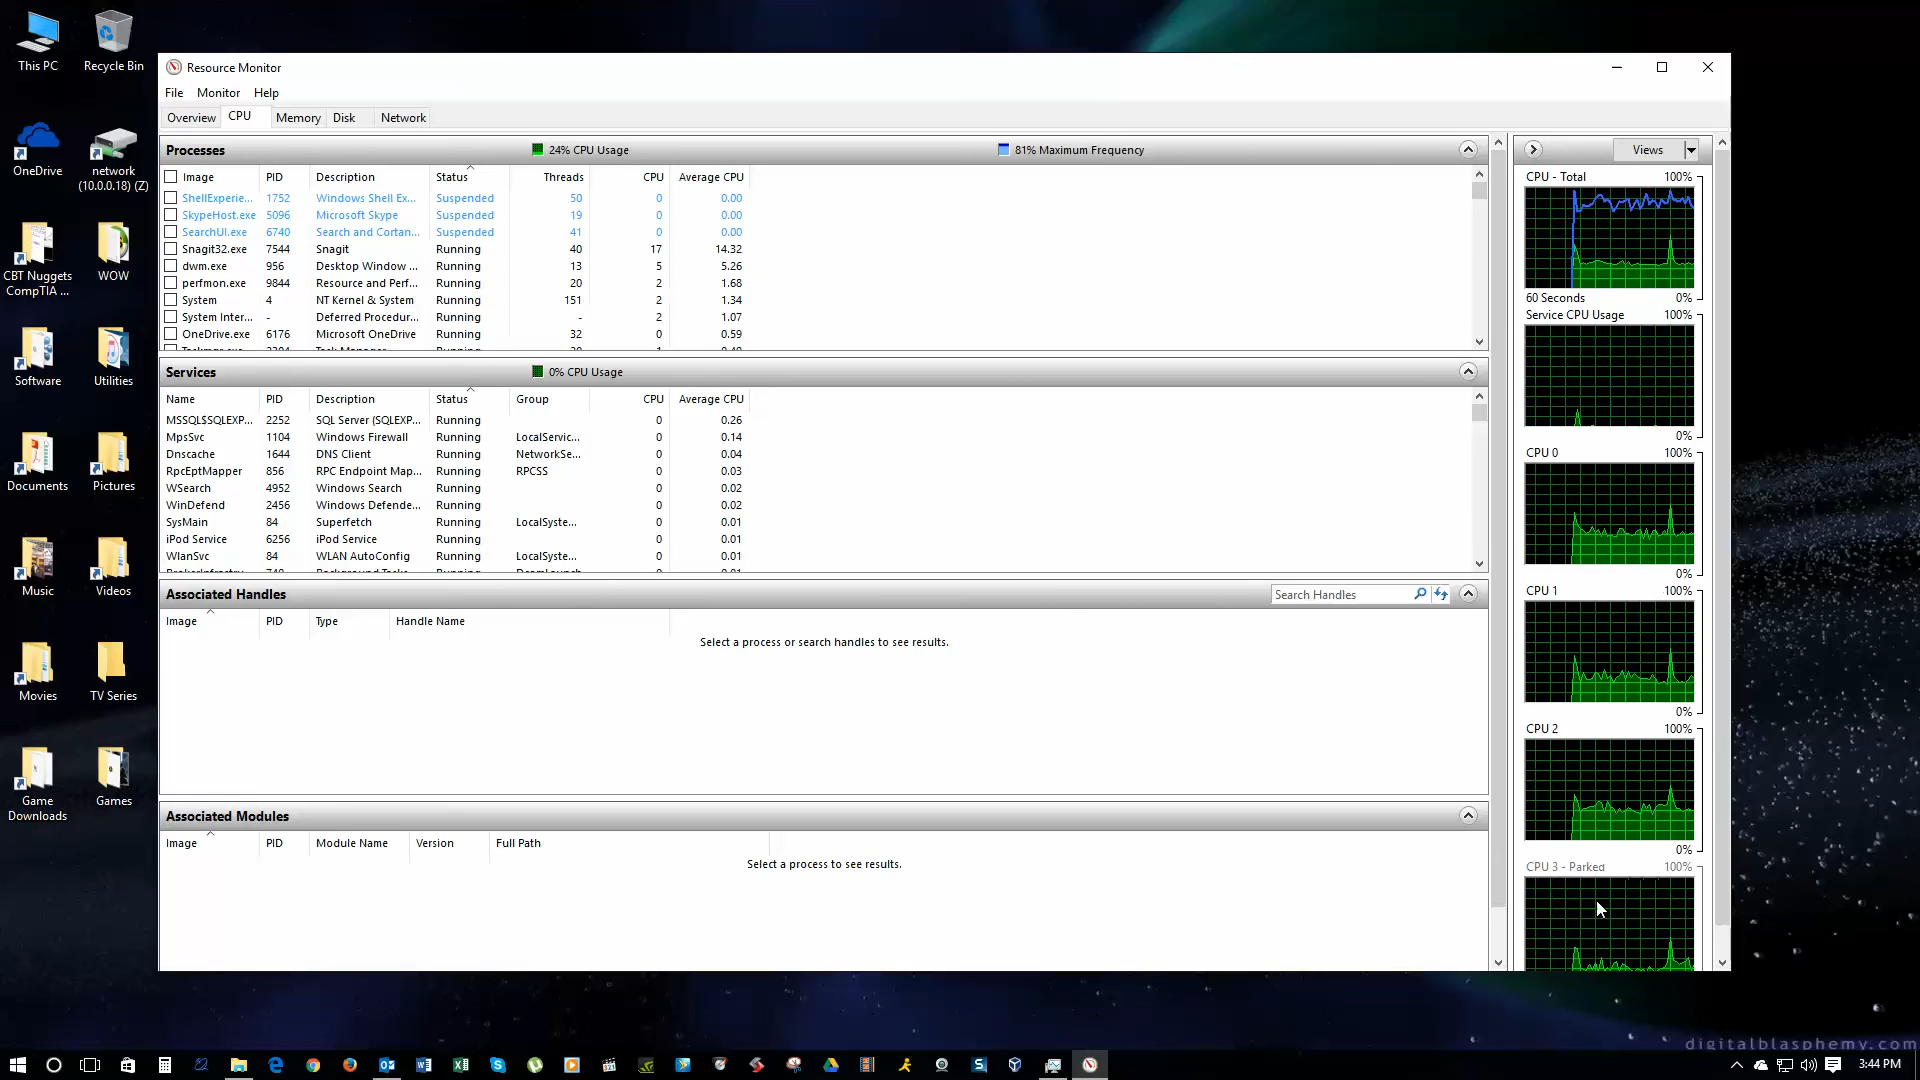 This PC
Recycle Bin
OneDrive
network
(10.0.0.18) (Z)
CBT Nuggets
CompTIA ...
WOW
Software
Utilities
Documents
Pictures
Music
Videos
Movies
TV Series
Game
Downloads
Games
Resource Monitor
File Monitor Help
Overview CPU Memory Disk Network
Processes 24% CPU Usage 81% Maximum Frequency
Image PID Description Status Threads CPU Average CPU
ShellExperie... 1752 Windows Shell Ex... Suspended 50 0 0.00
SkypeHost.exe 5096 Microsoft Skype Suspended 19 0 0.00
SearchUI.exe 6740 Search and Cortan... Suspended 41 0 0.00
Snagit32.exe 7544 Snagit Running 40 17 14.32
dwm.exe 956 Desktop Window ... Running 13 5 5.26
perfmon.exe 9844 Resource and Perf... Running 20 2 1.68
System 4 NT Kernel & System Running 151 2 1.34
System Inter... - Deferred Procedur... Running - 2 1.07
OneDrive.exe 6176 Microsoft OneDrive Running 32 0 0.59
Services 0% CPU Usage
Name PID Description Status Group CPU Average CPU
MSSQL$SQLEXP... 2252 SQL Server (SQLEXP... Running 0 0.26
MpsSvc 1104 Windows Firewall Running LocalServic... 0 0.14
Dnscache 1644 DNS Client Running NetworkSe... 0 0.04
RpcEptMapper 856 RPC Endpoint Map... Running RPCSS 0 0.03
WSearch 4952 Windows Search Running 0 0.02
WinDefend 2456 Windows Defende... Running 0 0.02
SysMain 84 Superfetch Running LocalSyste... 0 0.01
iPod Service 6256 iPod Service Running 0 0.01
WlanSvc 84 WLAN AutoConfig Running LocalSyste... 0 0.01
Associated Handles Search Handles
Image PID Type Handle Name
Select a process or search handles to see results.
Associated Modules
Image PID Module Name Version Full Path
Select a process to see results.
Views
CPU - Total 100%
60 Seconds 0%
Service CPU Usage 100%
0%
CPU 0 100%
0%
CPU 1 100%
0%
CPU 2 100%
0%
CPU 3 - Parked 100%
digitalblasphemy.com
3:44 PM